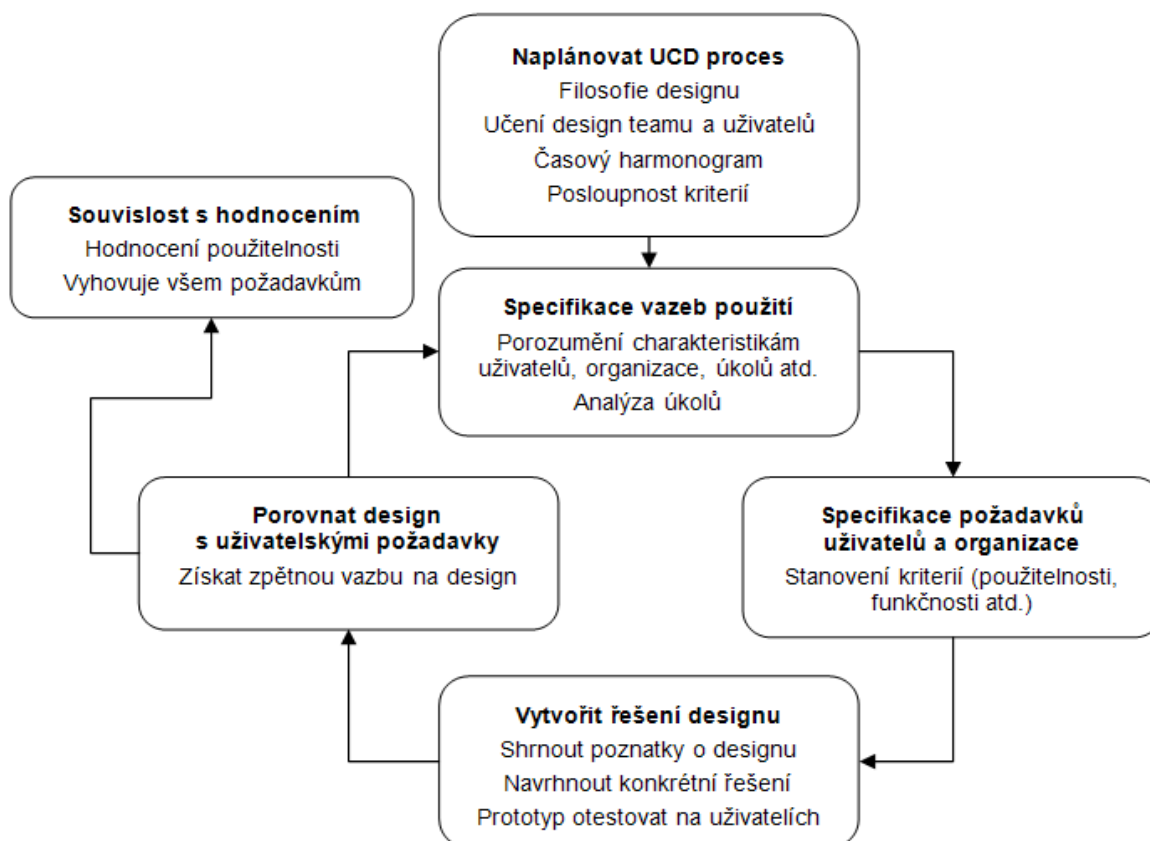 Naplánovat UCD proces
Filosofie designu
Učení design teamu a uživatelů
Časový harmonogram
Posloupnost kriterií
Souvislost s hodnocením
Hodnocení použitelnosti
Vyhovuje všem požadavkům
Specifikace vazeb použití
Porozumění charakteristikám
uživatelů, organizace, úkolů atd.
Analýza úkolů
Porovnat design
s uživatelskými požadavky
Získat zpětnou vazbu na design
Specifikace požadavků
uživatelů a organizace
Stanovení kriterií (použitelnosti,
funkčnosti atd.)
Vytvořit řešení designu
Shrnout poznatky o designu
Navrhnout konkrétní řešení
Prototyp otestovat na uživatelích